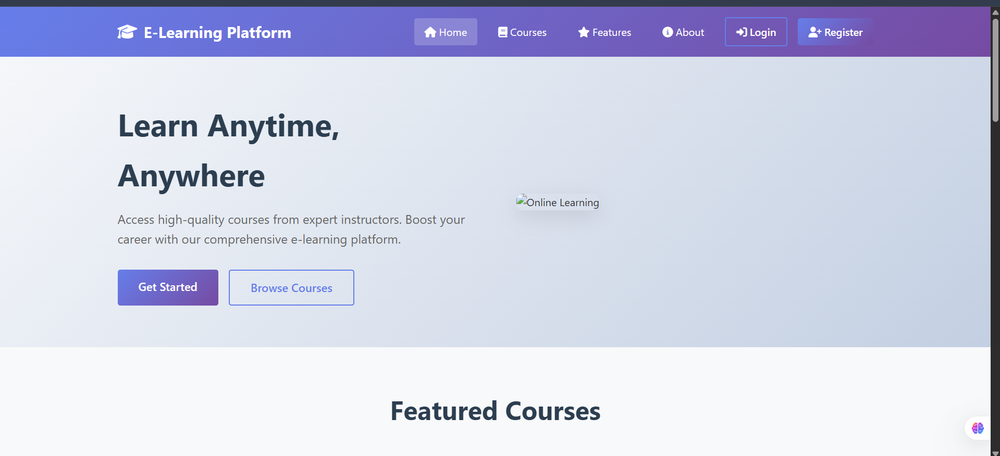 E-Learning Platform
Home
Courses
Features
About
Login
Register
Learn Anytime,
Anywhere
Access high-quality courses from expert instructors. Boost your
career with our comprehensive e-learning platform.
Online Learning
Get Started
Browse Courses
Featured Courses